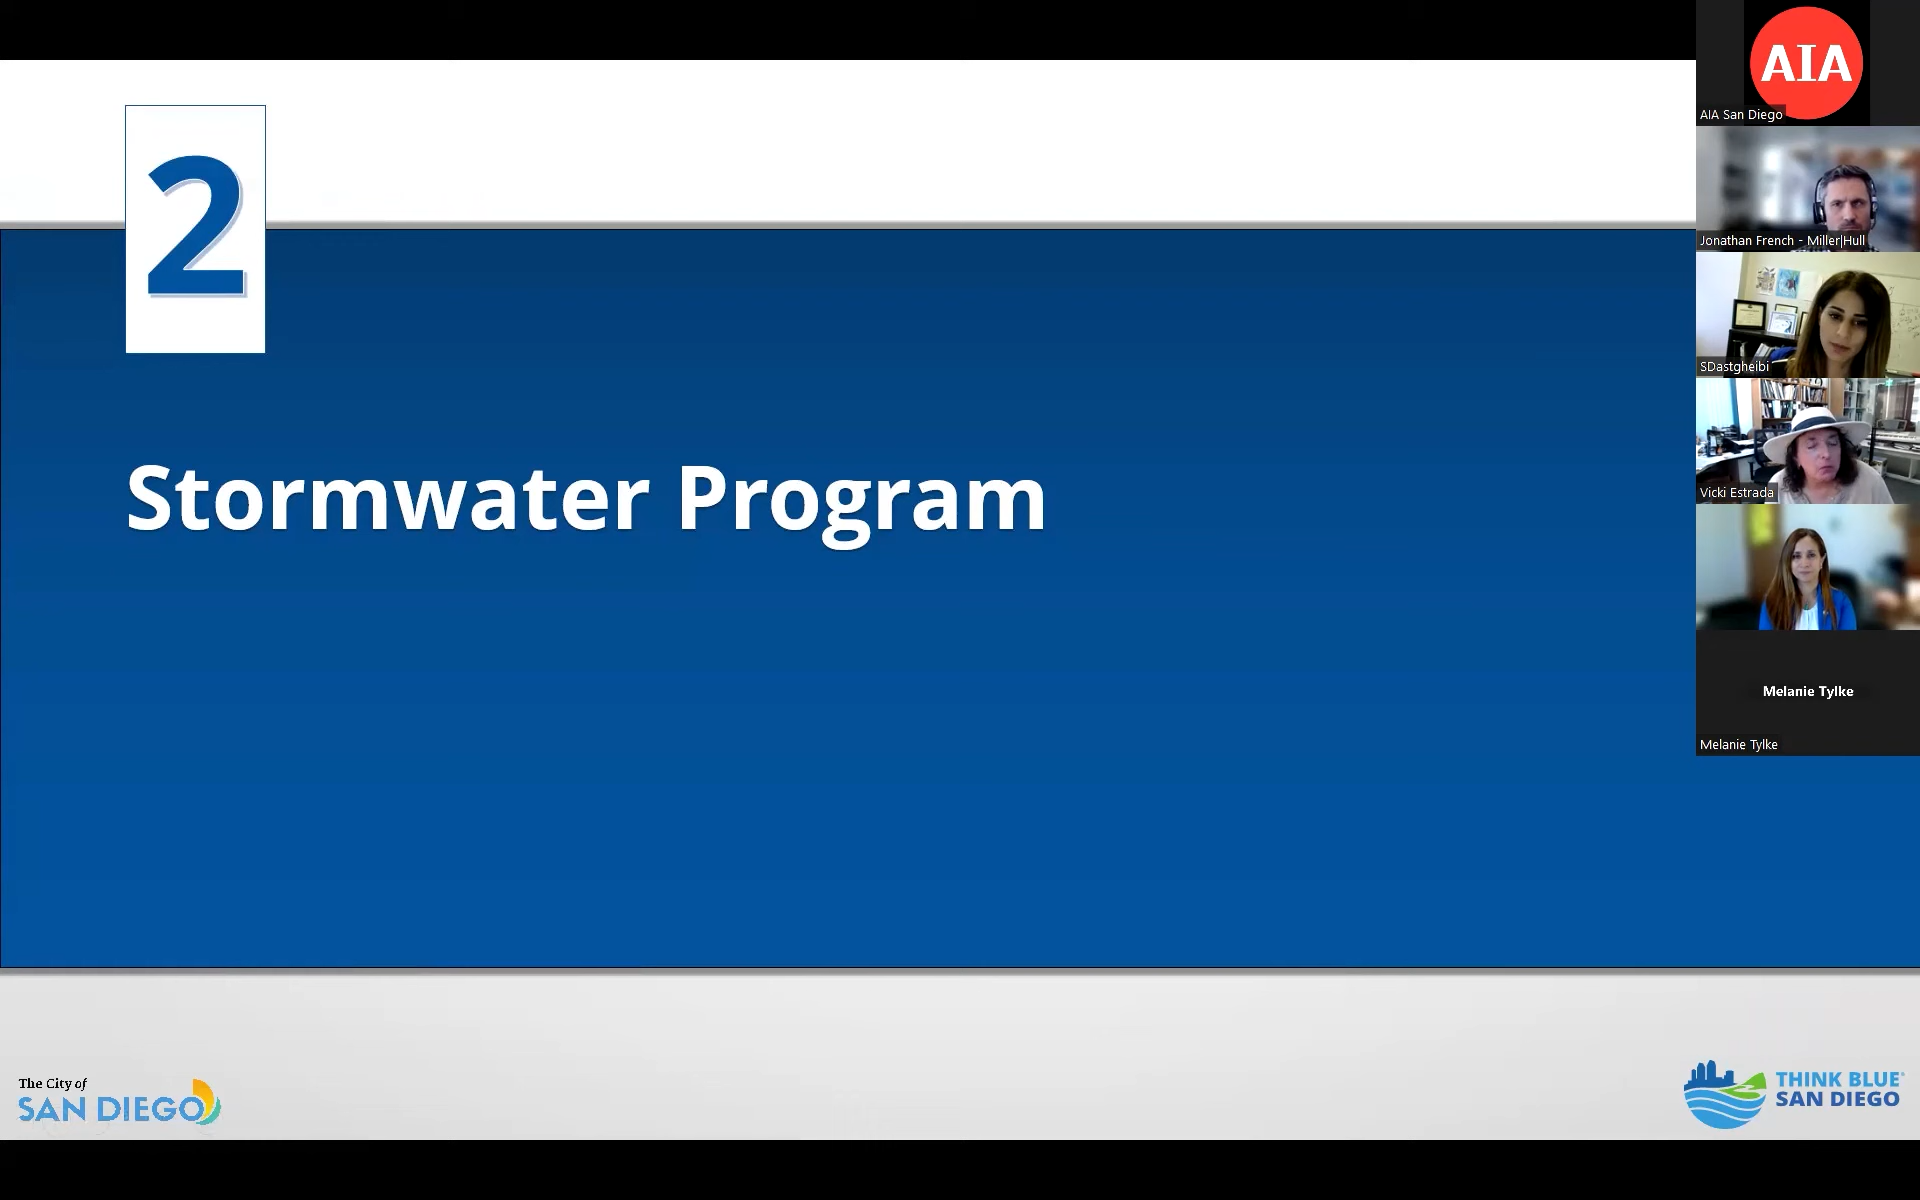 2
Stormwater Program
The City of
SAN DIEGO
THINK BLUE
SAN DIEGO
AIA
AIA San Diego
Jonathan French - Miller|Hull
SDastgheibi
Vicki Estrada
Melanie Tylke
Melanie Tylke